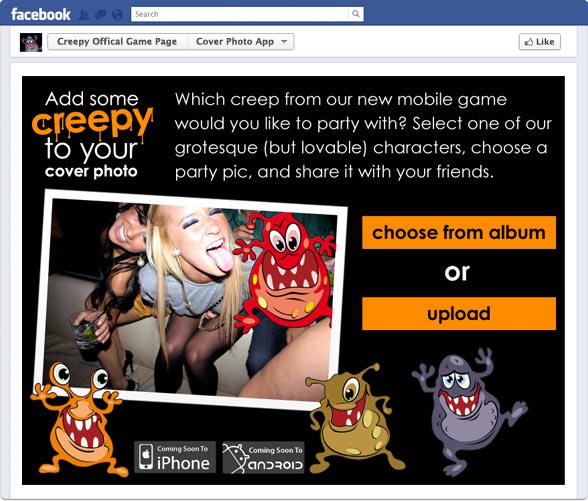 facebook
Search
Creepy Offical Game Page
Cover Photo App
Like
Add some
creepy
to your
cover photo
Which creep from our new mobile game
would you like to party with? Select one of our
grotesque (but lovable) characters, choose a
party pic, and share it with your friends.
choose from album
or
upload
Coming Soon To
iPhone
Coming Soon To
ANDROID